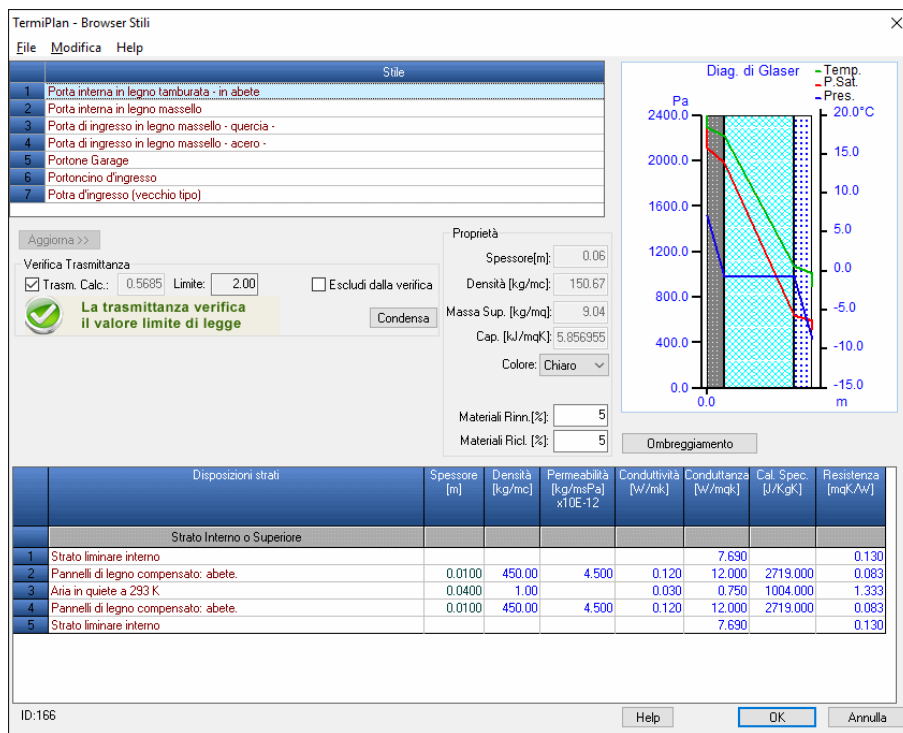 TermiPlan - Browser Stili
File Modifica Help
Stile
1 Porta interna in legno tamburata - in abete
2 Porta interna in legno massello
3 Porta di ingresso in legno massello - quercia -
4 Porta di ingresso in legno massello - acero -
5 Portone Garage
6 Portoncino d'ingresso
7 Potra d'ingresso (vecchio tipo)
Aggiorna >>
Verifica Trasmittanza
Trasm. Calc.: 0.5685 Limite: 2.00 Escludi dalla verifica
La trasmittanza verifica
il valore limite di legge
Condensa
Proprietà
Spessore[m]: 0.06
Densità [kg/mc]: 150.67
Massa Sup. [kg/mq]: 9.04
Cap. [kJ/mqK]: 5.856955
Colore: Chiaro
Materiali Rinn.[%]: 5
Materiali Ricl. [%]: 5
Diag. di Glaser
Temp.
P.Sat.
Pres.
Pa
2400.0 20.0°C
2000.0 15.0
1600.0 10.0
1200.0 5.0
800.0 0.0
400.0 -5.0
0.0 -10.0
-15.0
0.0 m
Ombreggiamento
Disposizioni strati Spessore [m] Densità [kg/mc] Permeabilità [kg/msPa] x10E-12 Conduttività [W/mk] Conduttanza [W/mqk] Cal. Spec. [J/KgK] Resistenza [mqK/W]
Strato Interno o Superiore
1 Strato liminare interno 7.690 0.130
2 Pannelli di legno compensato: abete. 0.0100 450.00 4.500 0.120 12.000 2719.000 0.083
3 Aria in quiete a 293 K 0.0400 1.00 0.030 0.750 1004.000 1.333
4 Pannelli di legno compensato: abete. 0.0100 450.00 4.500 0.120 12.000 2719.000 0.083
5 Strato liminare interno 7.690 0.130
ID:166
Help OK Annulla